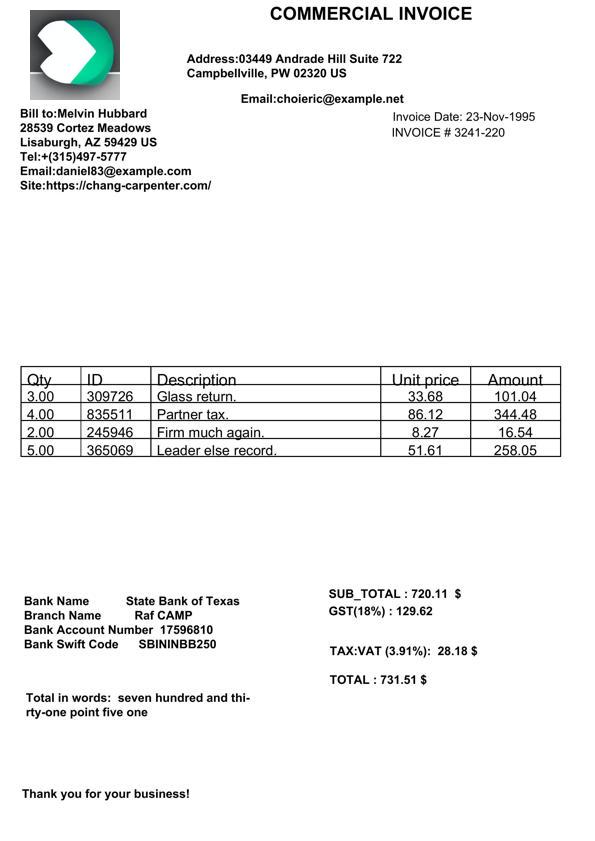 COMMERCIAL INVOICE
Address:03449 Andrade Hill Suite 722
Campbellville, PW 02320 US
Email:choieric@example.net
Bill to:Melvin Hubbard
28539 Cortez Meadows
Lisaburgh, AZ 59429 US
Tel:+(315)497-5777
Email:daniel83@example.com
Site:https://chang-carpenter.com/
Invoice Date: 23-Nov-1995
INVOICE # 3241-220
Qty ID Description Unit price Amount
3.00 309726 Glass return. 33.68 101.04
4.00 835511 Partner tax. 86.12 344.48
2.00 245946 Firm much again. 8.27 16.54
5.00 365069 Leader else record. 51.61 258.05
Bank Name State Bank of Texas
Branch Name Raf CAMP
Bank Account Number 17596810
Bank Swift Code SBININBB250
SUB_TOTAL : 720.11 $
GST(18%) : 129.62
TAX:VAT (3.91%): 28.18 $
TOTAL : 731.51 $
Total in words: seven hundred and thi-
rty-one point five one
Thank you for your business!